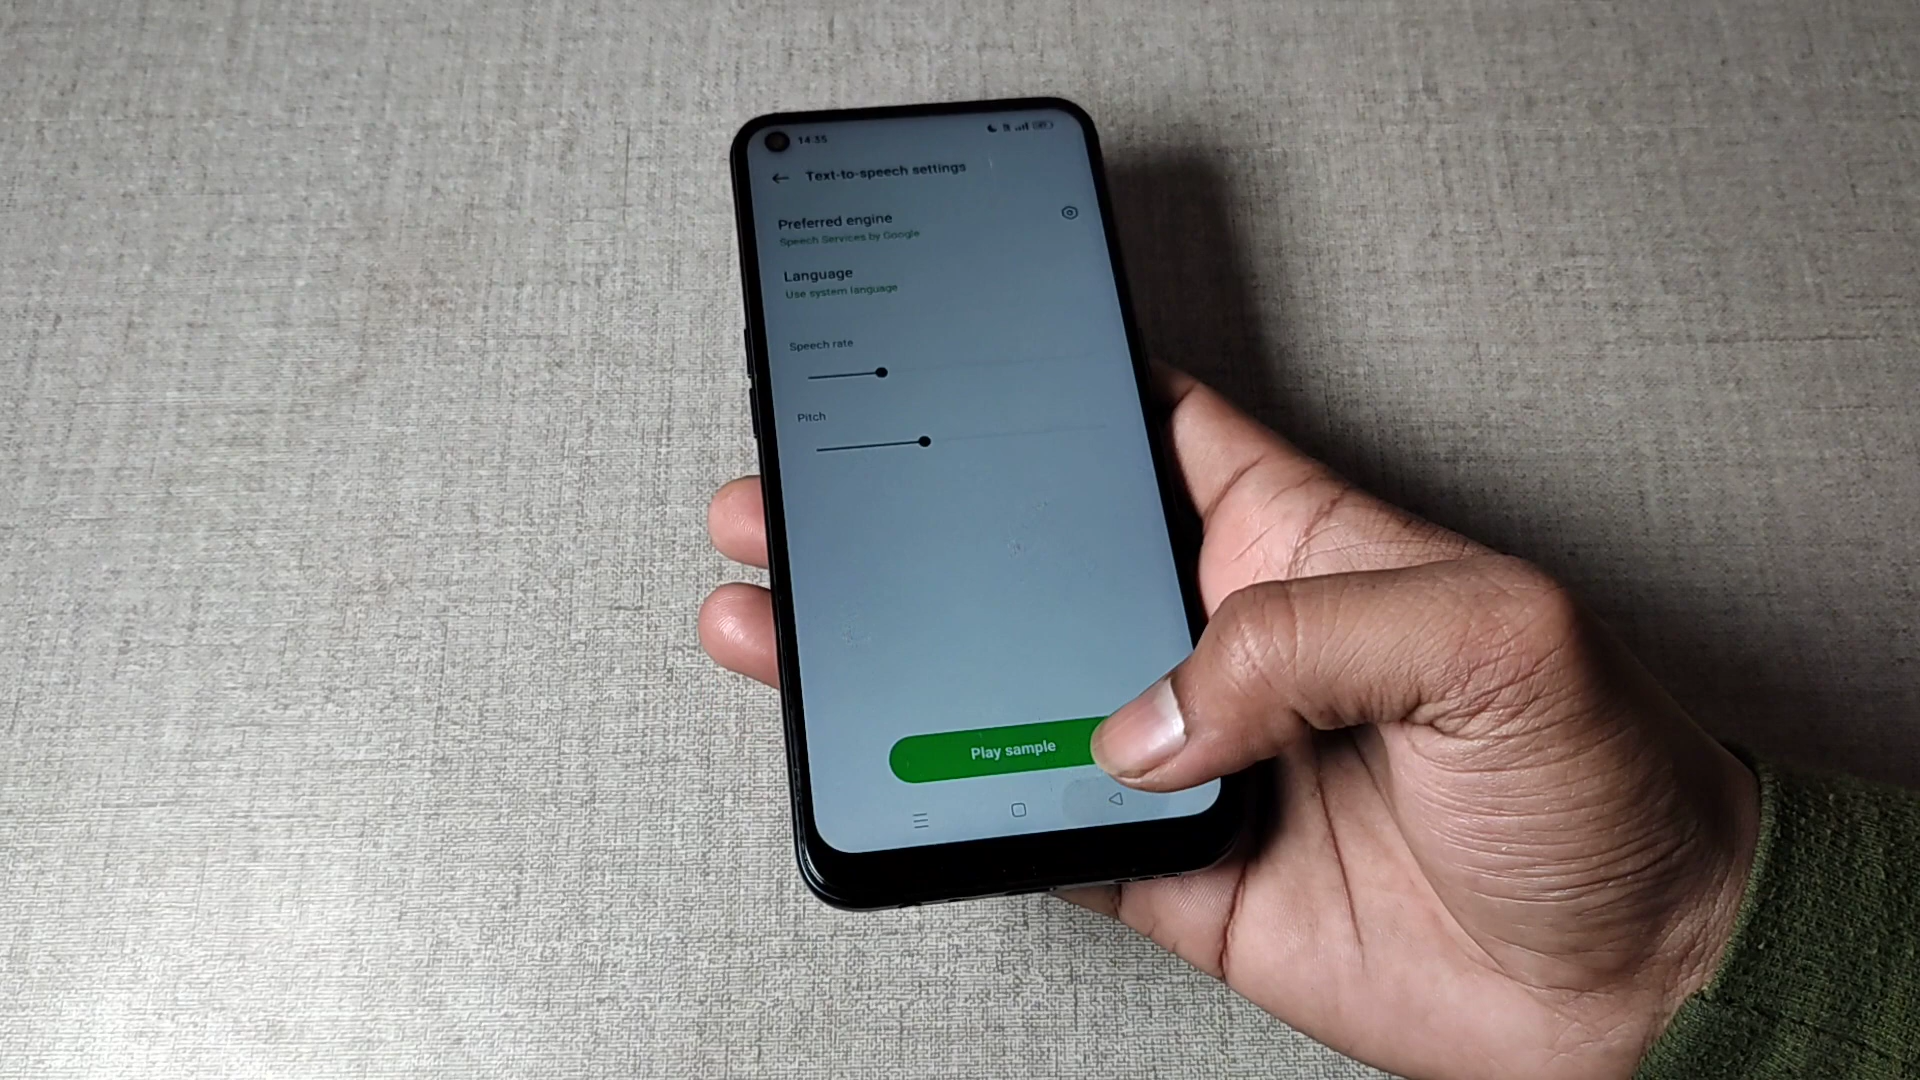 14:35
Text-to-speech settings
Preferred engine
Speech Services by Google
Language
Use system language
Speech rate
Pitch
Play sample